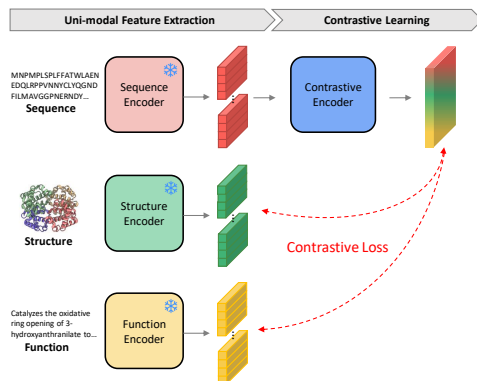 Uni-modal Feature Extraction
Contrastive Learning
MNPMPLSPLFFATWLAEN
EDQLRPPVNNYCLYQGND
FILMAVGGPNERNDY...
Sequence
Sequence
Encoder
Contrastive
Encoder
Structure
Structure
Encoder
Contrastive Loss
Catalyzes the oxidative
ring opening of 3-
hydroxyanthranilate to...
Function
Function
Encoder